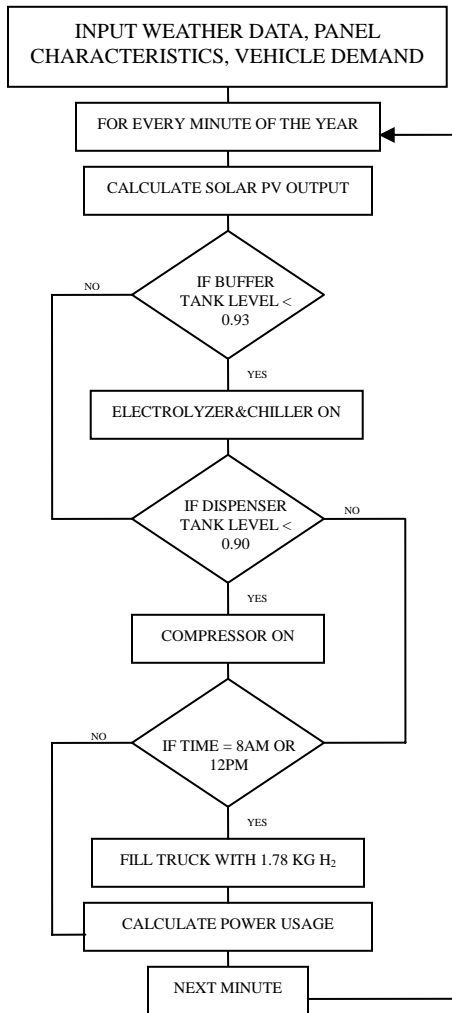 INPUT WEATHER DATA, PANEL
CHARACTERISTICS, VEHICLE DEMAND
FOR EVERY MINUTE OF THE YEAR
CALCULATE SOLAR PV OUTPUT
NO
IF BUFFER
TANK LEVEL <
0.93
YES
ELECTROLYZER&CHILLER ON
IF DISPENSER
TANK LEVEL <
0.90
NO
YES
COMPRESSOR ON
NO
IF TIME = 8AM OR
12PM
YES
FILL TRUCK WITH 1.78 KG H₂
CALCULATE POWER USAGE
NEXT MINUTE